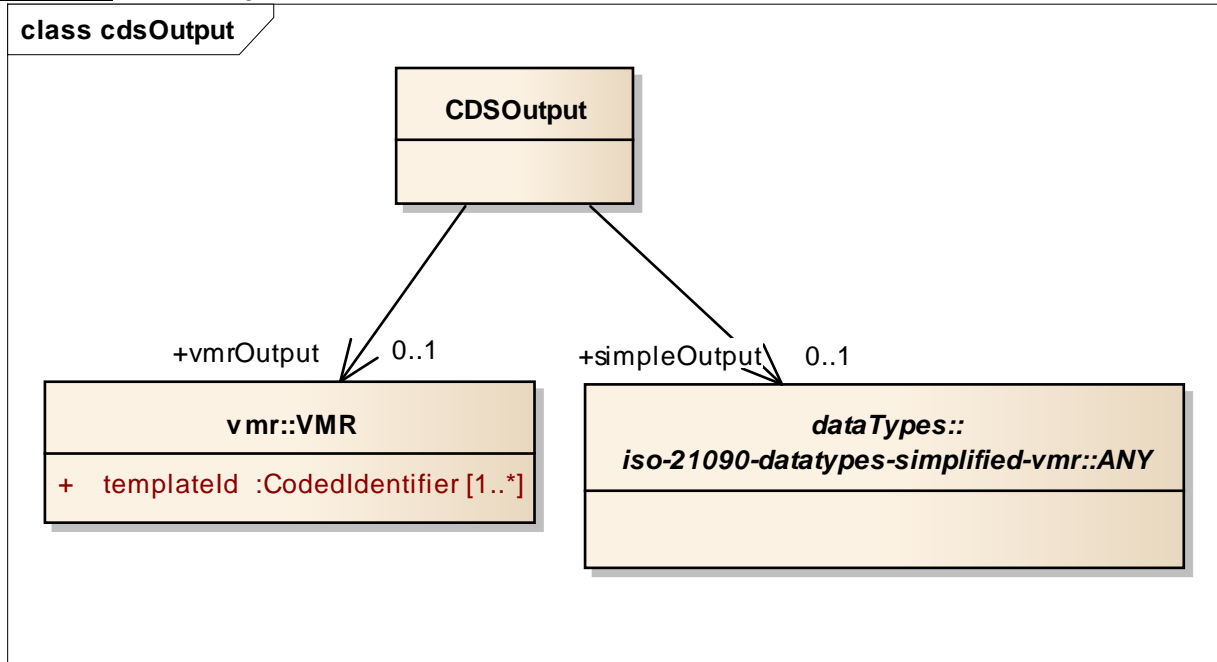 class cdsOutput
CDSOutput
+vmrOutput 0..1
+simpleOutput 0..1
vmr::VMR
+ templateId :CodedIdentifier [1..*]
dataTypes::
iso-21090-datatypes-simplified-vmr::ANY